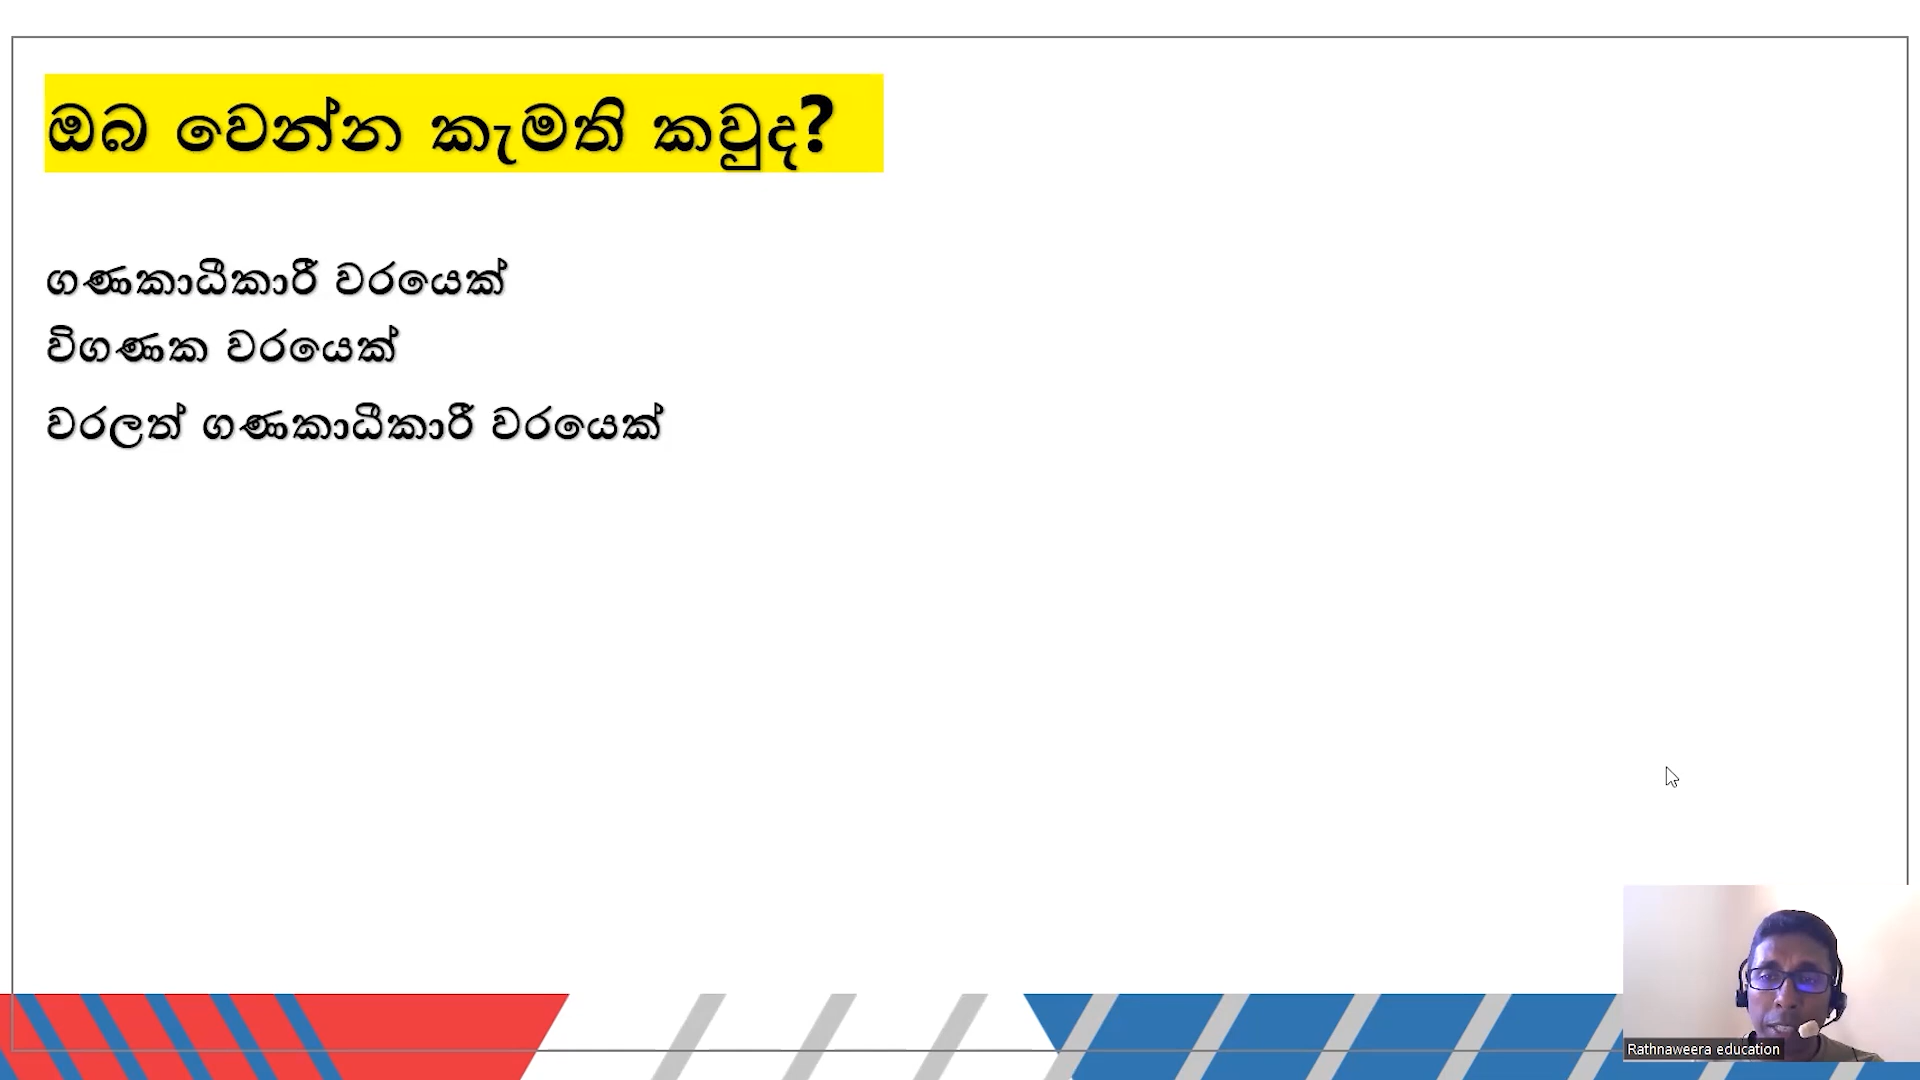 ඔබ වෙන්න කැමති කවුද?
ගණකාධීකාරී වරයෙක්
විගණක වරයෙක්
වරලත් ගණකාධීකාරී වරයෙක්
Rathnaweera education